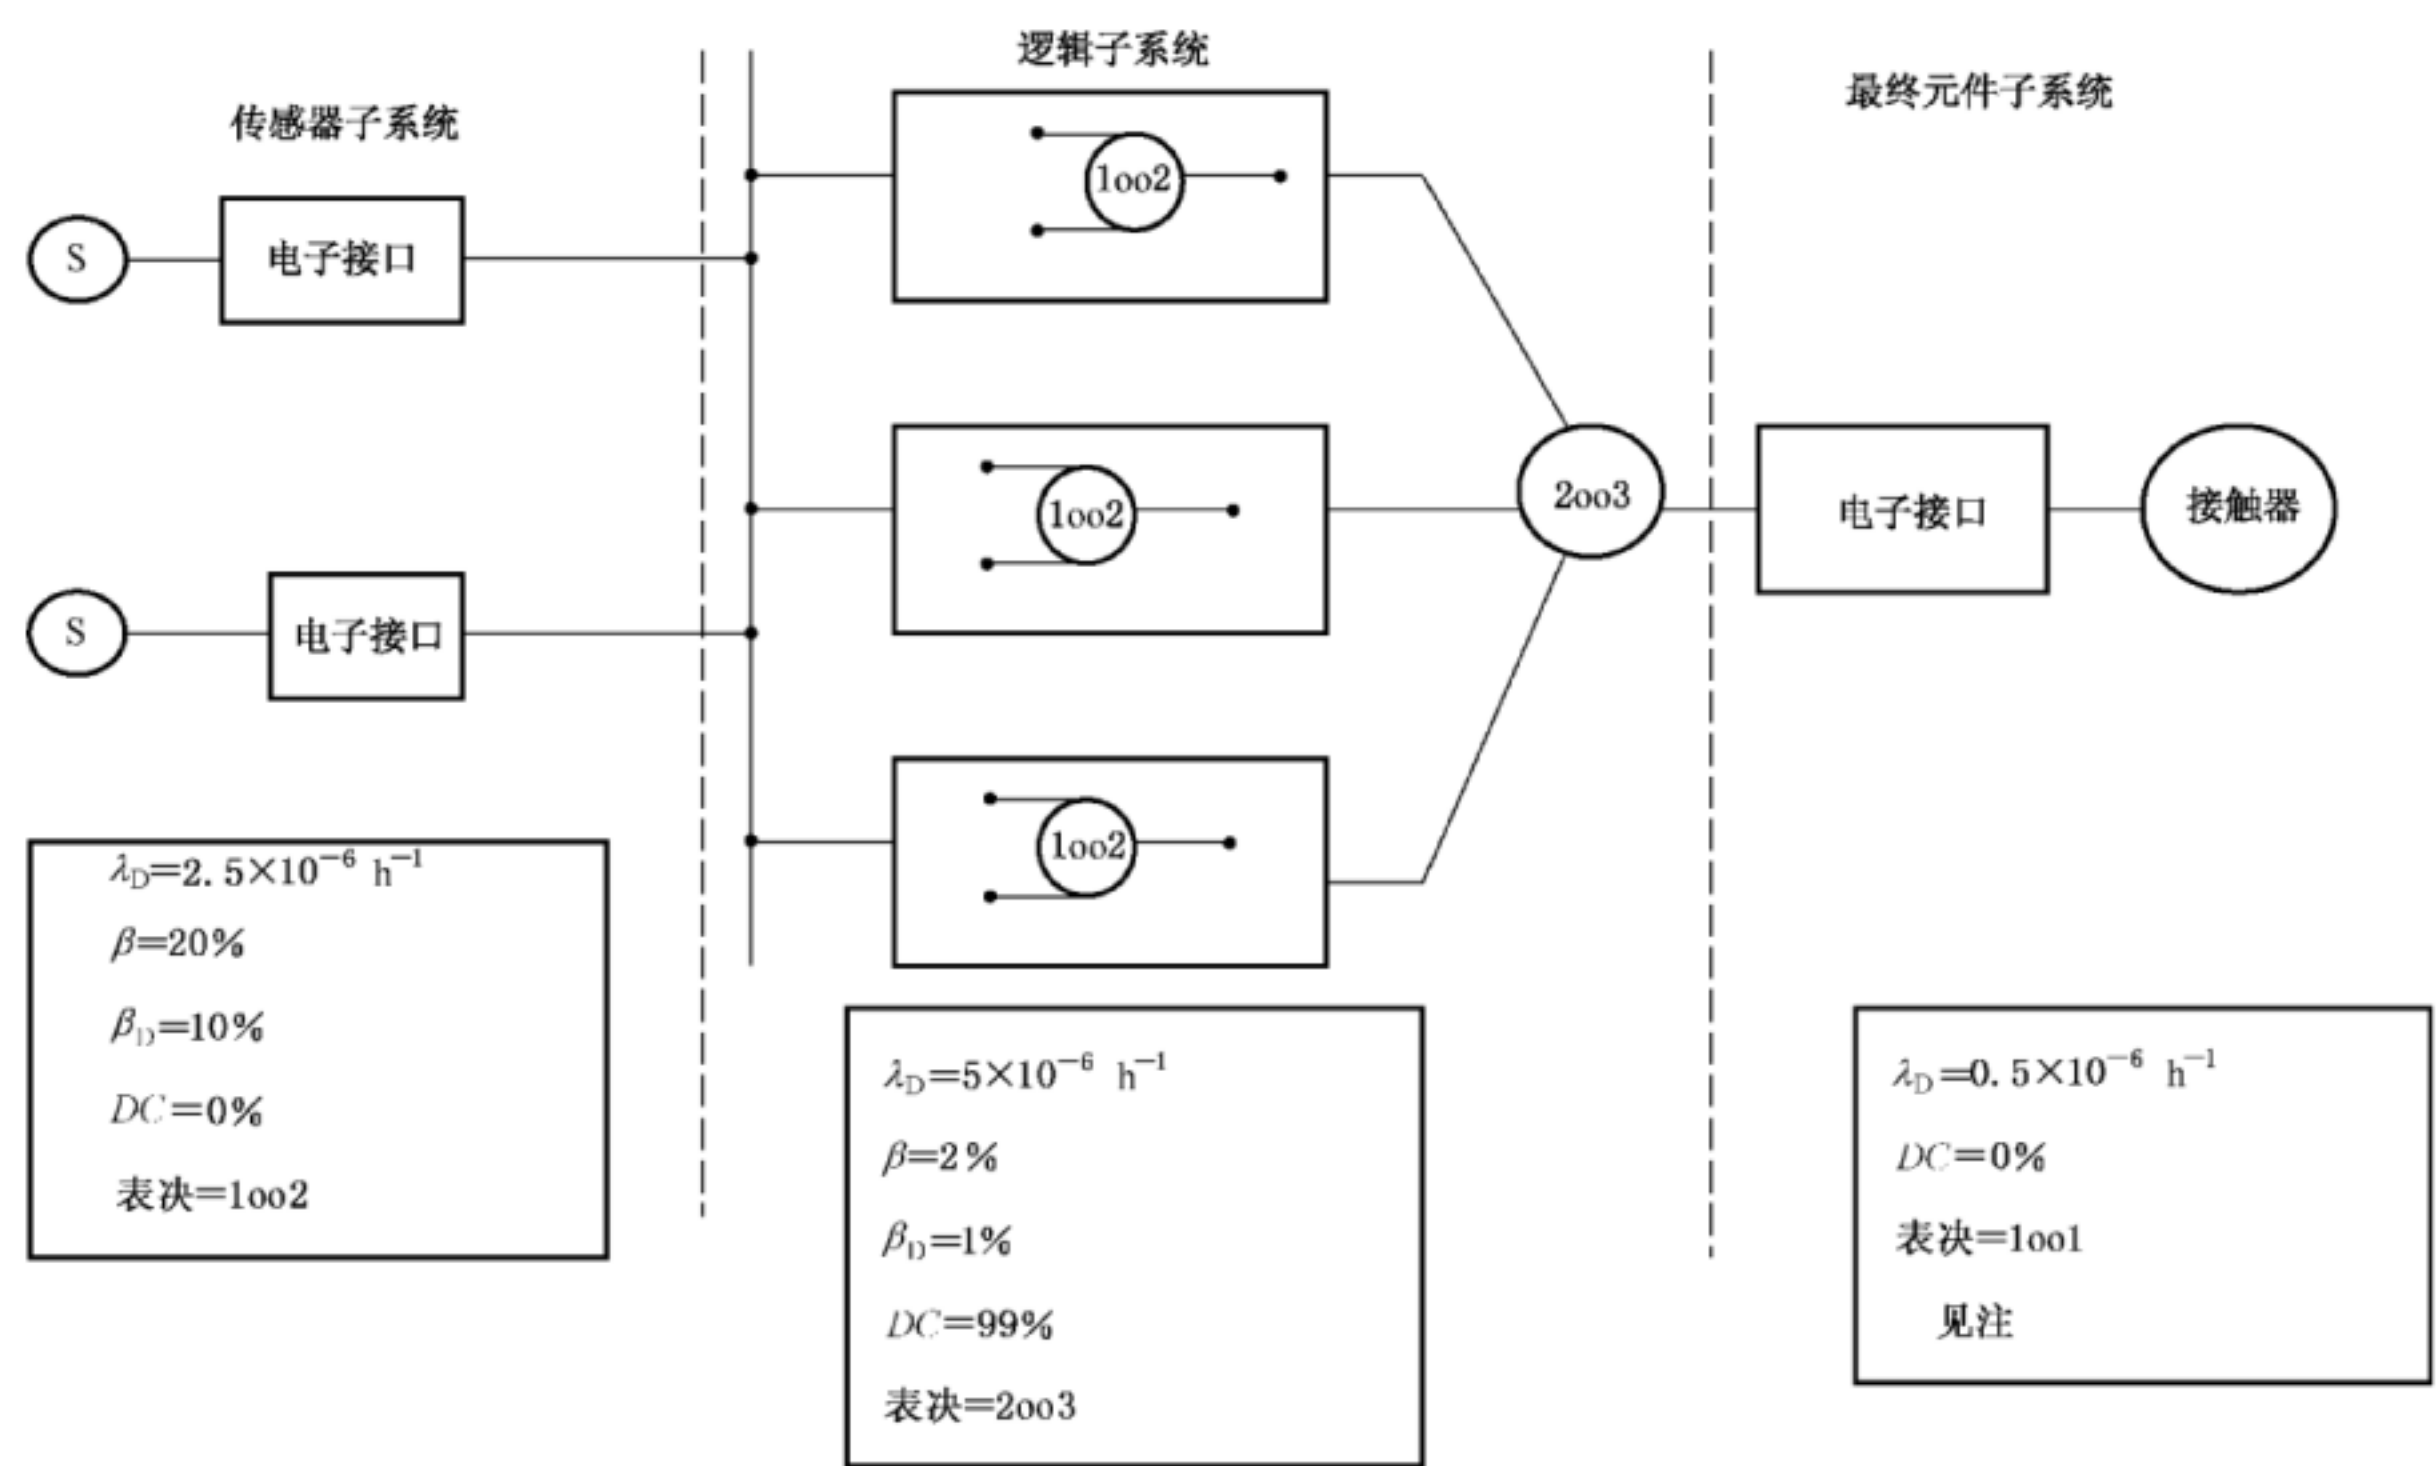 传感器子系统
S
电子接口
S
电子接口
λD=2.5×10⁻⁶ h⁻¹
β=20%
βD=10%
DC=0%
表决=1oo2
逻辑子系统
1oo2
1oo2
1oo2
2oo3
λD=5×10⁻⁶ h⁻¹
β=2%
βD=1%
DC=99%
表决=2oo3
最终元件子系统
电子接口
接触器
λD=0.5×10⁻⁶ h⁻¹
DC=0%
表决=1oo1
见注